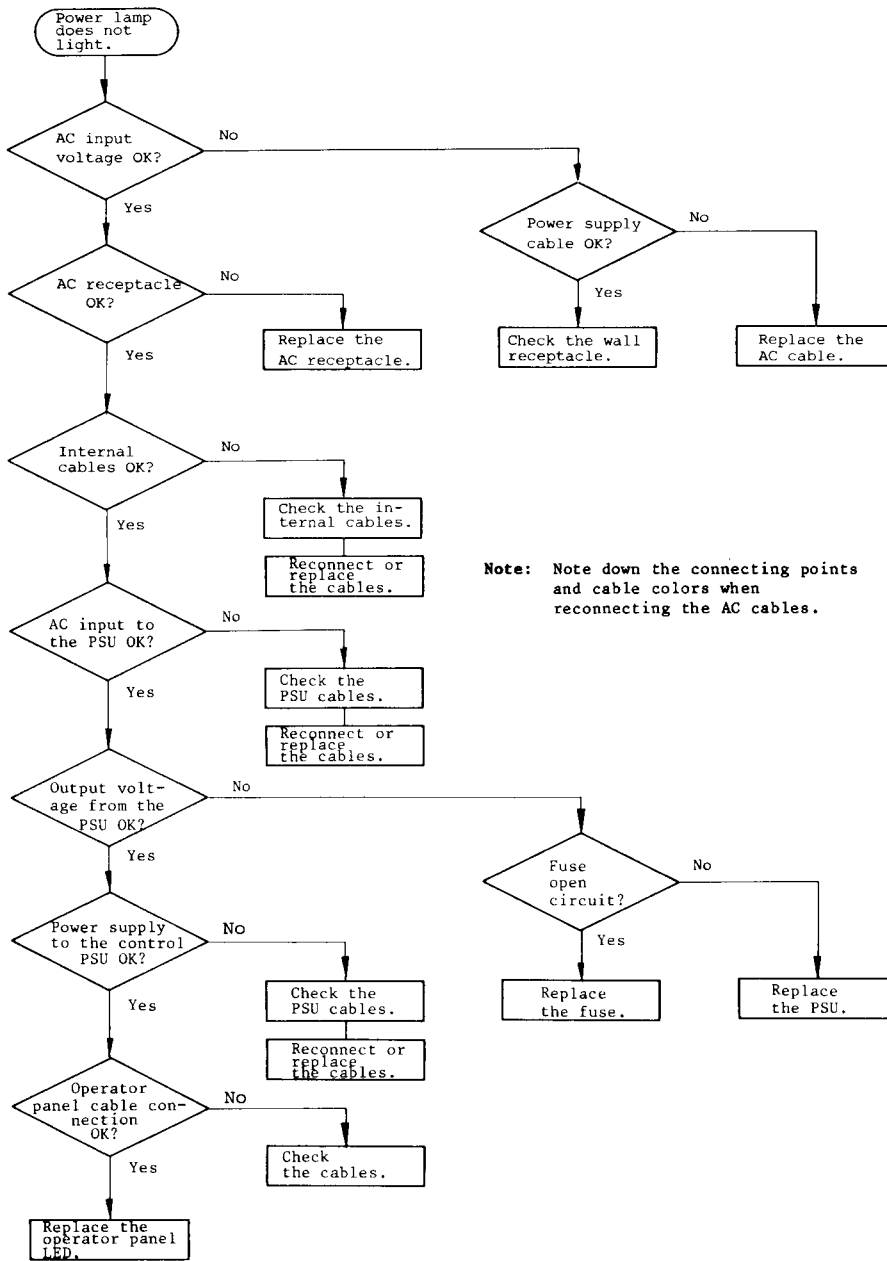 Power lamp
does not
light.
AC input
voltage OK?
No
Yes
Power supply
cable OK?
No
Yes
Check the wall
receptacle.
Replace the
AC cable.
AC receptacle
OK?
No
Yes
Replace the
AC receptacle.
Internal
cables OK?
No
Yes
Check the in-
ternal cables.
Reconnect or
replace
the cables.
Note: Note down the connecting points
and cable colors when
reconnecting the AC cables.
AC input to
the PSU OK?
No
Yes
Check the
PSU cables.
Reconnect or
replace
the cables.
Output volt-
age from the
PSU OK?
No
Yes
Fuse
open
circuit?
No
Yes
Replace
the fuse.
Replace
the PSU.
Power supply
to the control
PSU OK?
No
Yes
Check the
PSU cables.
Reconnect or
replace
the cables.
Operator
panel cable con-
nection
OK?
No
Yes
Check
the cables.
Replace the
operator panel
LED.